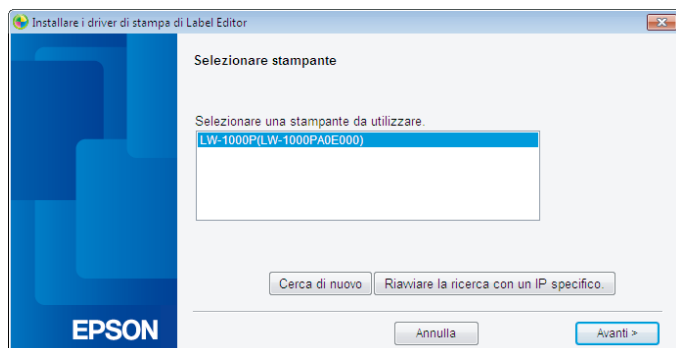 Installare i driver di stampa di Label Editor
Selezionare stampante
Selezionare una stampante da utilizzare.
LW-1000P(LW-1000PA0E000)
Cerca di nuovo
Riavviare la ricerca con un IP specifico.
EPSON
Annulla
Avanti >